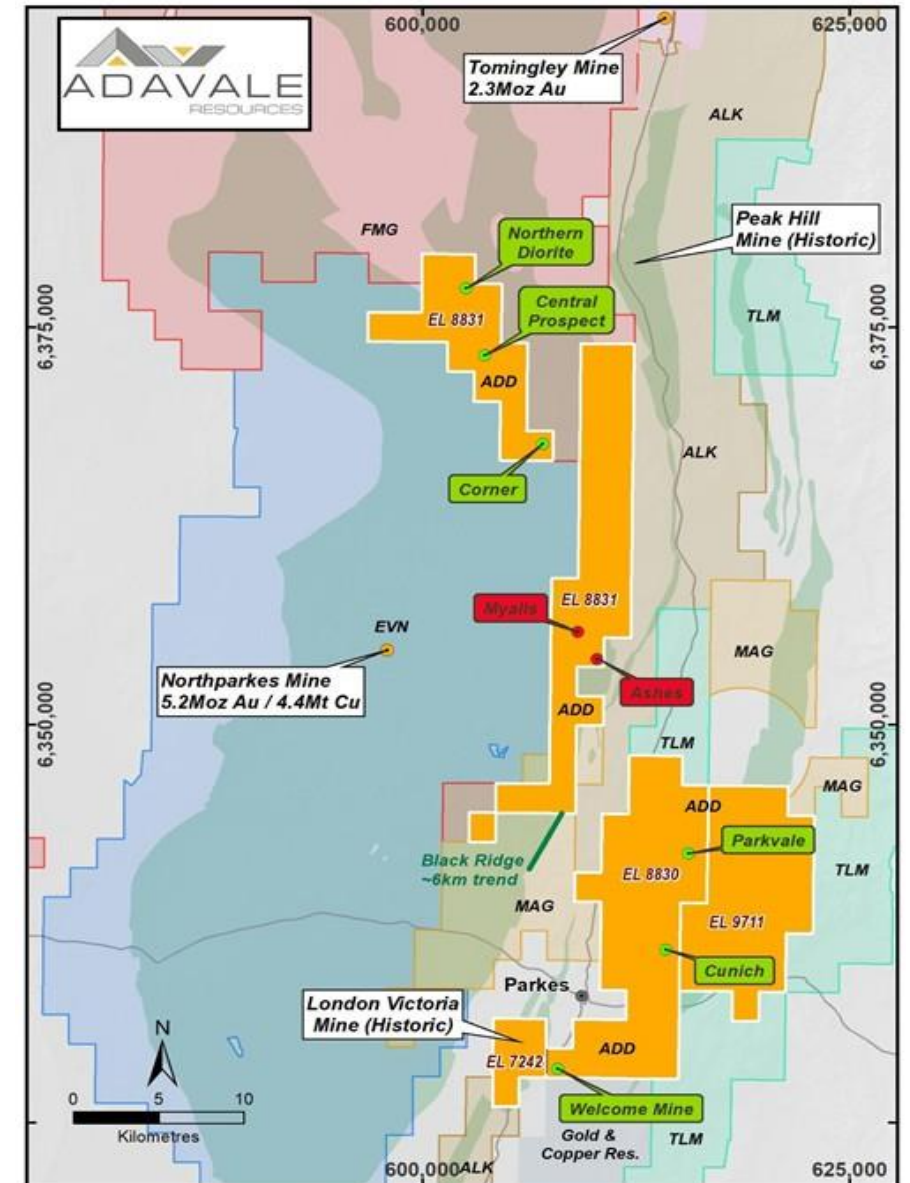 600,000
625,000
ADAVALE
RESOURCES
Tomingley Mine
2.3Moz Au
ALK
Peak Hill
Mine (Historic)
FMG
Northern
Diorite
Central
Prospect
EL 8831
TLM
6,375,000
6,375,000
ADD
ALK
Corner
Myalls
EL 8831
EVN
MAG
Northparkes Mine
5.2Moz Au / 4.4Mt Cu
Ashes
ADD
6,350,000
6,350,000
TLM
MAG
ADD
Parkvale
Black Ridge
~6km trend
EL 8830
TLM
MAG
EL 9711
Cunich
Parkes
London Victoria
Mine (Historic)
N
ADD
EL 7242
0 5 10
Kilometres
Welcome Mine
Gold &
Copper Res.
TLM
600,000
ALK
625,000